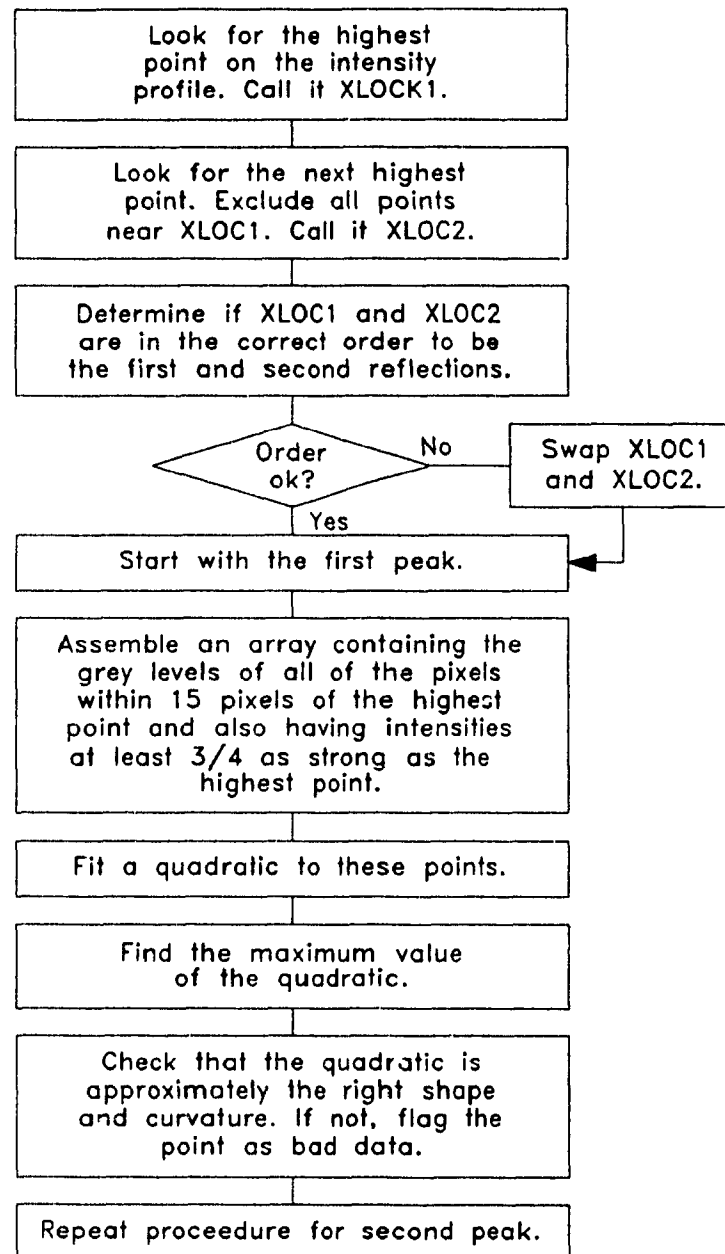 Look for the highest
point on the intensity
profile. Call it XLOCK1.
Look for the next highest
point. Exclude all points
near XLOC1. Call it XLOC2.
Determine if XLOC1 and XLOC2
are in the correct order to be
the first and second reflections.
Order
ok?
No
Swap XLOC1
and XLOC2.
Yes
Start with the first peak.
Assemble an array containing the
grey levels of all of the pixels
within 15 pixels of the highest
point and also having intensities
at least 3/4 as strong as the
highest point.
Fit a quadratic to these points.
Find the maximum value
of the quadratic.
Check that the quadratic is
approximately the right shape
and curvature. If not, flag the
point as bad data.
Repeat proceedure for second peak.